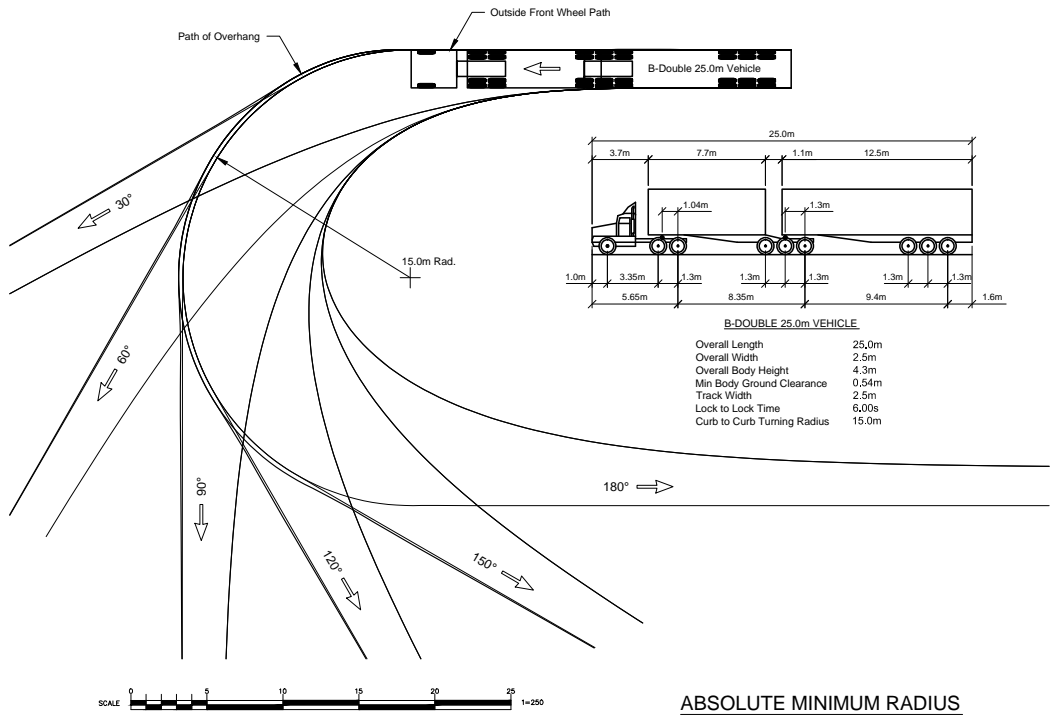 Outside Front Wheel Path
Path of Overhang
B-Double 25.0m Vehicle
25.0m
3.7m 7.7m 1.1m 12.5m
1.04m 1.3m
1.0m 3.35m 1.3m 1.3m 1.3m 1.3m 1.3m
5.65m 8.35m 9.4m 1.6m
B-DOUBLE 25.0m VEHICLE
Overall Length 25.0m
Overall Width 2.5m
Overall Body Height 4.3m
Min Body Ground Clearance 0.54m
Track Width 2.5m
Lock to Lock Time 6.00s
Curb to Curb Turning Radius 15.0m
30°
15.0m Rad.
60°
90°
120°
150°
180°
SCALE 0 5 10 15 20 25 1=250
ABSOLUTE MINIMUM RADIUS